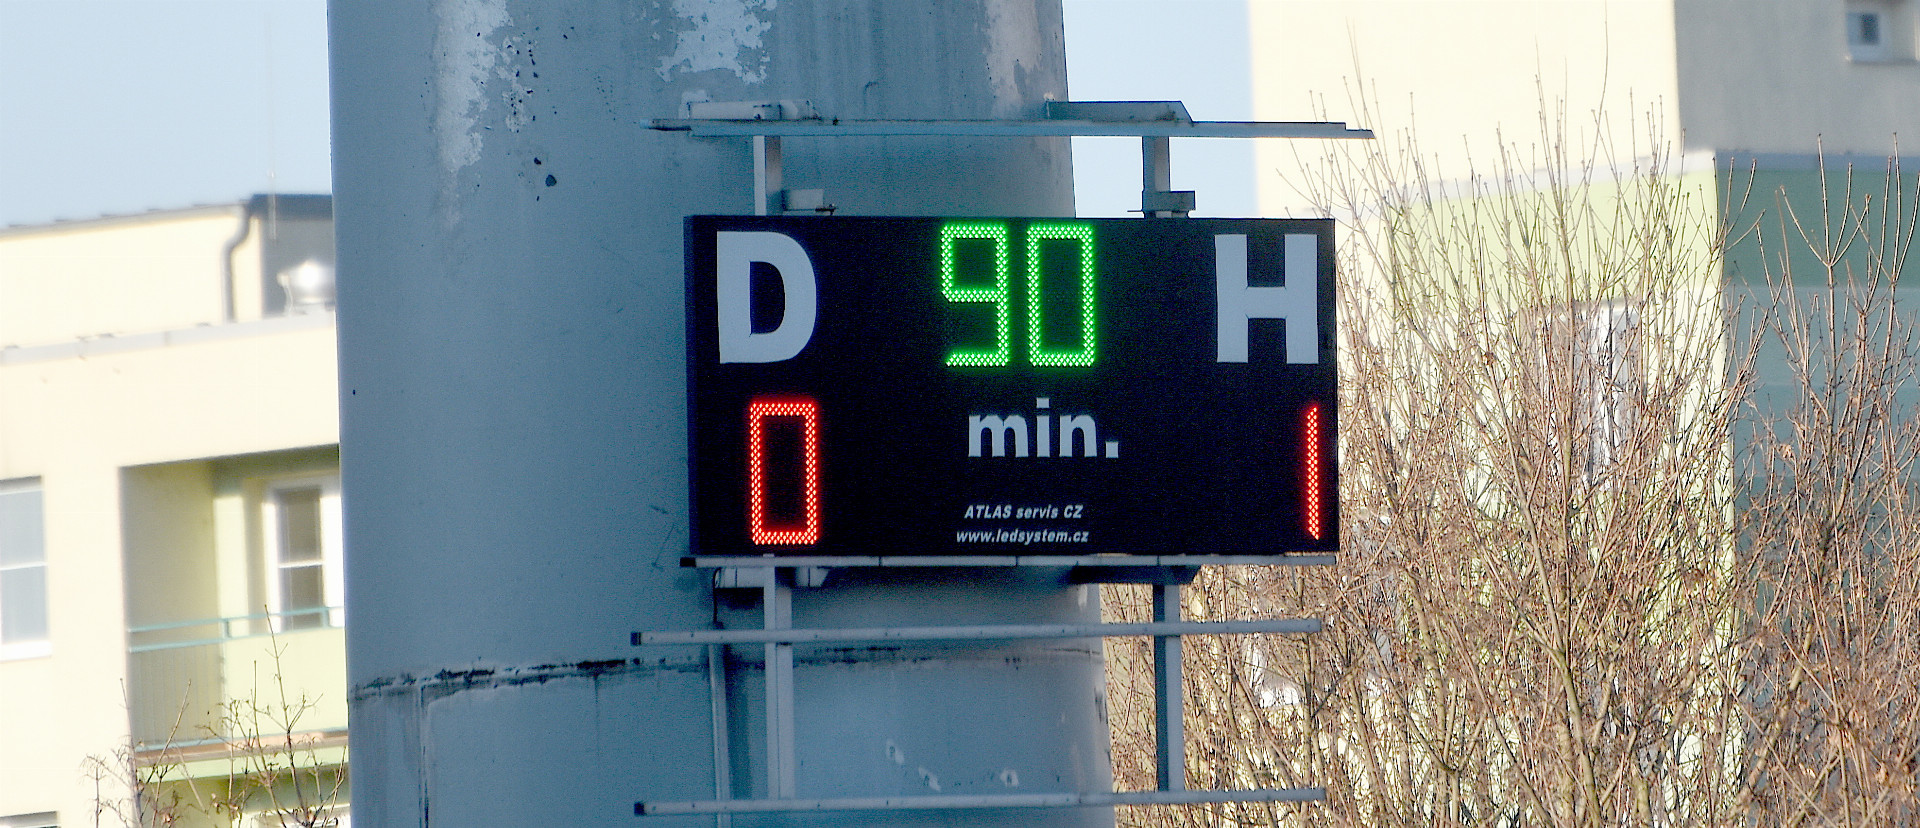 D 90 H
min.
0 1
ATLAS servis CZ
www.ledsystem.cz